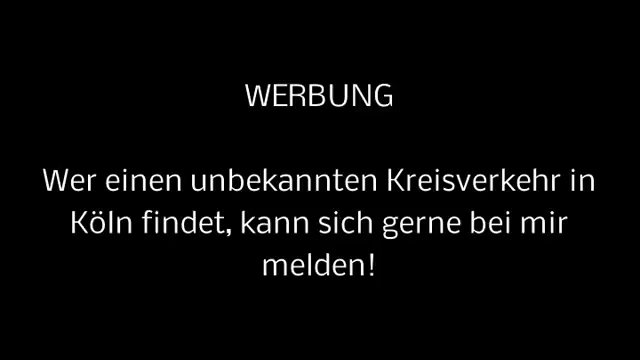 WERBUNG
Wer einen unbekannten Kreisverkehr in
Köln findet, kann sich gerne bei mir
melden!